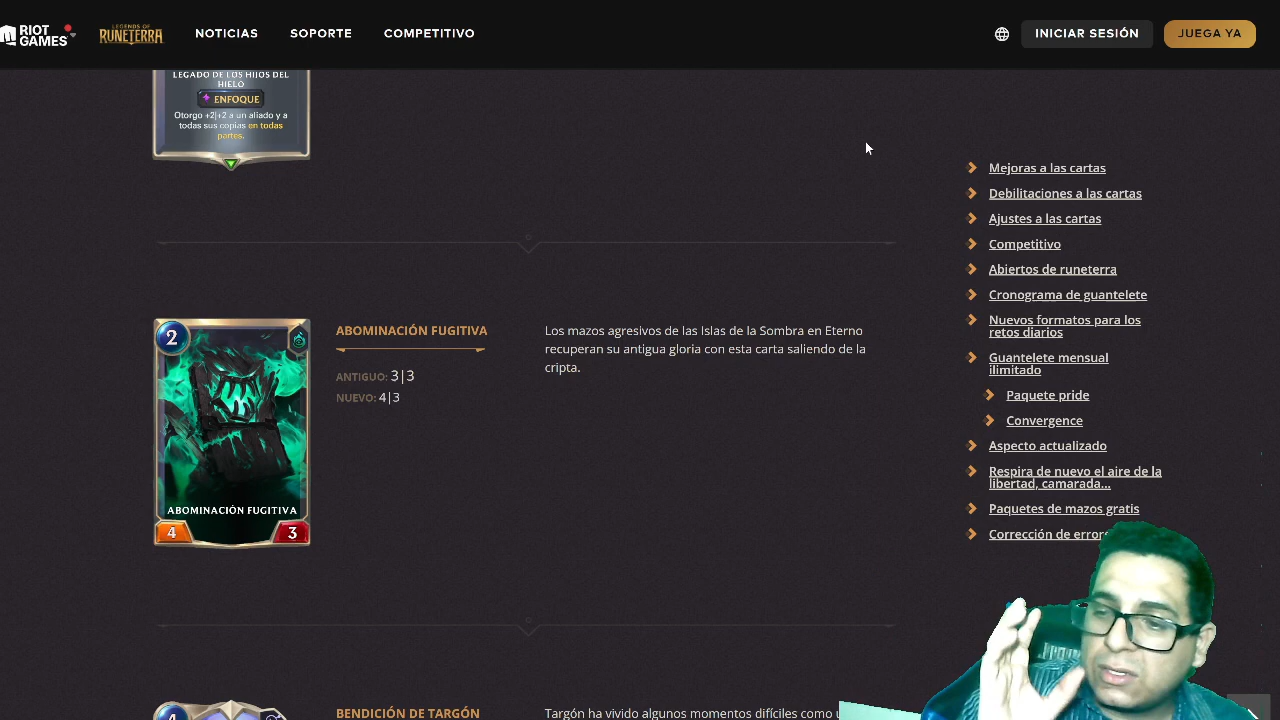 RIOT
GAMES
LEGENDS OF
RUNETERRA
NOTICIAS
SOPORTE
COMPETITIVO
INICIAR SESIÓN
JUEGA YA
LEGADO DE LOS HIJOS DEL
HIELO
ENFOQUE
Otorgo +2|+2 a un aliado y a
todas sus copias en todas
partes.
2
ABOMINACIÓN FUGITIVA
4
3
ABOMINACIÓN FUGITIVA
ANTIGUO: 3|3
NUEVO: 4|3
Los mazos agresivos de las Islas de la Sombra en Eterno
recuperan su antigua gloria con esta carta saliendo de la
cripta.
4
BENDICIÓN DE TARGÓN
Targón ha vivido algunos momentos difíciles como
Mejoras a las cartas
Debilitaciones a las cartas
Ajustes a las cartas
Competitivo
Abiertos de runeterra
Cronograma de guantelete
Nuevos formatos para los
retos diarios
Guantelete mensual
ilimitado
Paquete pride
Convergence
Aspecto actualizado
Respira de nuevo el aire de la
libertad, camarada...
Paquetes de mazos gratis
Corrección de error